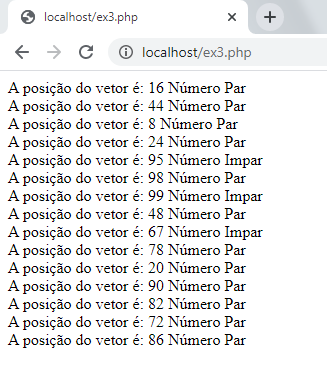 localhost/ex3.php
localhost/ex3.php
A posição do vetor é: 16 Número Par
A posição do vetor é: 44 Número Par
A posição do vetor é: 8 Número Par
A posição do vetor é: 24 Número Par
A posição do vetor é: 95 Número Impar
A posição do vetor é: 98 Número Par
A posição do vetor é: 99 Número Impar
A posição do vetor é: 48 Número Par
A posição do vetor é: 67 Número Impar
A posição do vetor é: 78 Número Par
A posição do vetor é: 20 Número Par
A posição do vetor é: 90 Número Par
A posição do vetor é: 82 Número Par
A posição do vetor é: 72 Número Par
A posição do vetor é: 86 Número Par